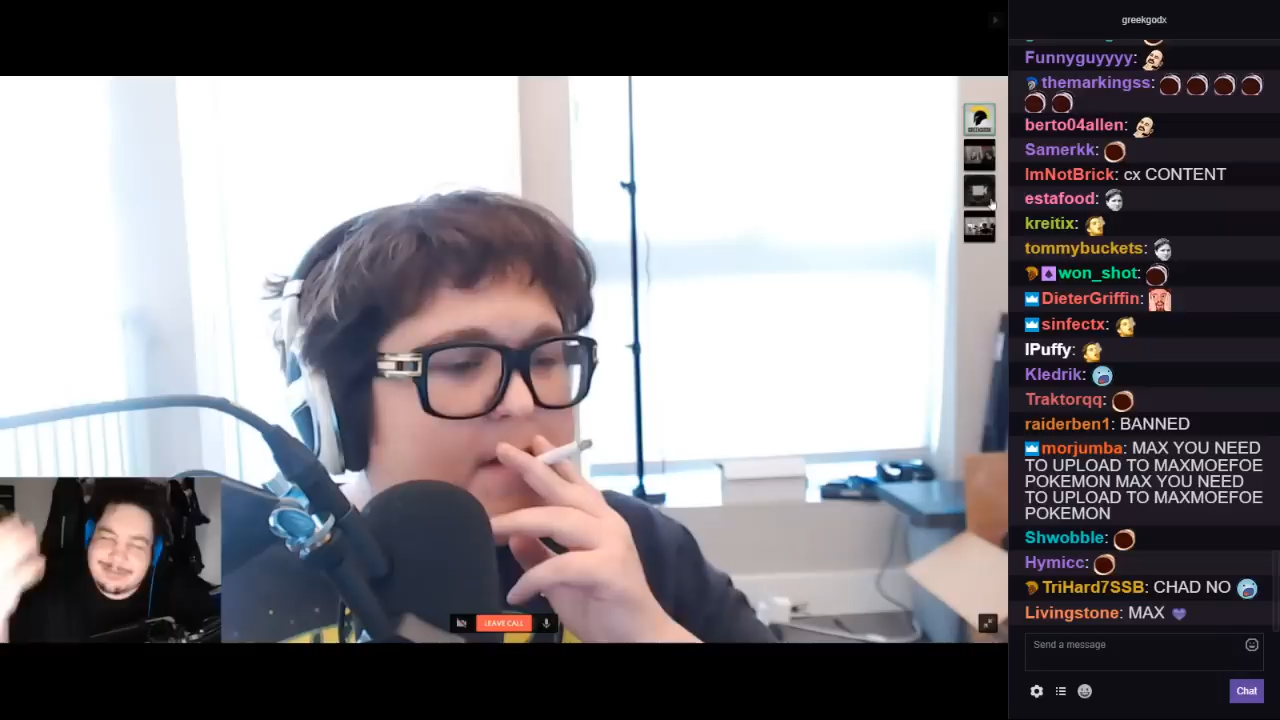 greekgodx
Funnyguyyyy:
themarkingss:
berto04allen:
Samerkk:
ImNotBrick: cx CONTENT
estafood:
kreitix:
tommybuckets:
won_shot:
DieterGriffin:
sinfectx:
IPuffy:
Kledrik:
Traktorqq:
raiderben1: BANNED
morjumba: MAX YOU NEED
TO UPLOAD TO MAXMOEFOE
POKEMON MAX YOU NEED
TO UPLOAD TO MAXMOEFOE
POKEMON
Shwobble:
Hymicc:
TriHard7SSB: CHAD NO
Livingstone: MAX
Send a message
Chat
LEAVE CALL